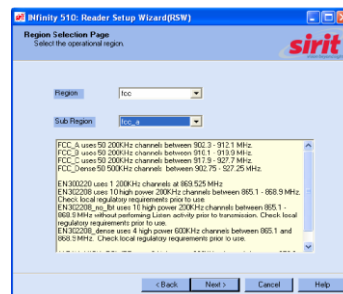 INfinity 510: Reader Setup Wizard(RSW)
Region Selection Page
Select the operational region.
sirit
Region
fcc
Sub Region
fcc_a
FCC_A uses 50 200KHz channels between 902.3 - 912.1 MHz.
FCC_B uses 50 200KHz channels between 910.1 - 919.9 MHz.
FCC_C uses 50 200KHz channels between 917.9 - 927.7 MHz.
FCC_Dense 50 500KHz channels between 902.75 - 927.25 MHz.
EN300220 uses 1 200KHz channels at 869.525 MHz
EN302208 uses 10 high power 200KHz channels between 865.1 - 868.9 MHz.
Check local regulatory requirements prior to use.
EN302208_no_lbt uses 10 high power 200KHz channels between 865.1 -
868.9 MHz without performing Listen activity prior to transmission. Check local
regulatory requirements prior to use.
EN302208_dense uses 4 high power 600KHz channels between 865.1 and
868.9 MHz. Check local regulatory requirements prior to use.
< Back
Next >
Cancel
Help